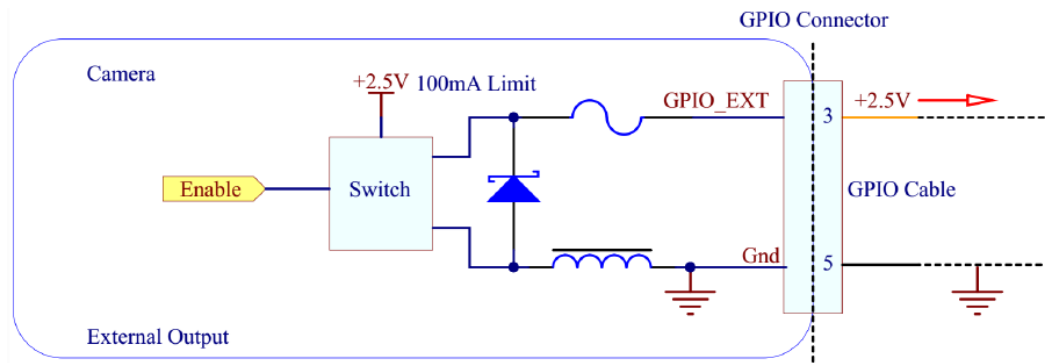 GPIO Connector
Camera
+2.5V 100mA Limit
GPIO_EXT
3
+2.5V
Enable
Switch
GPIO Cable
Gnd
5
External Output